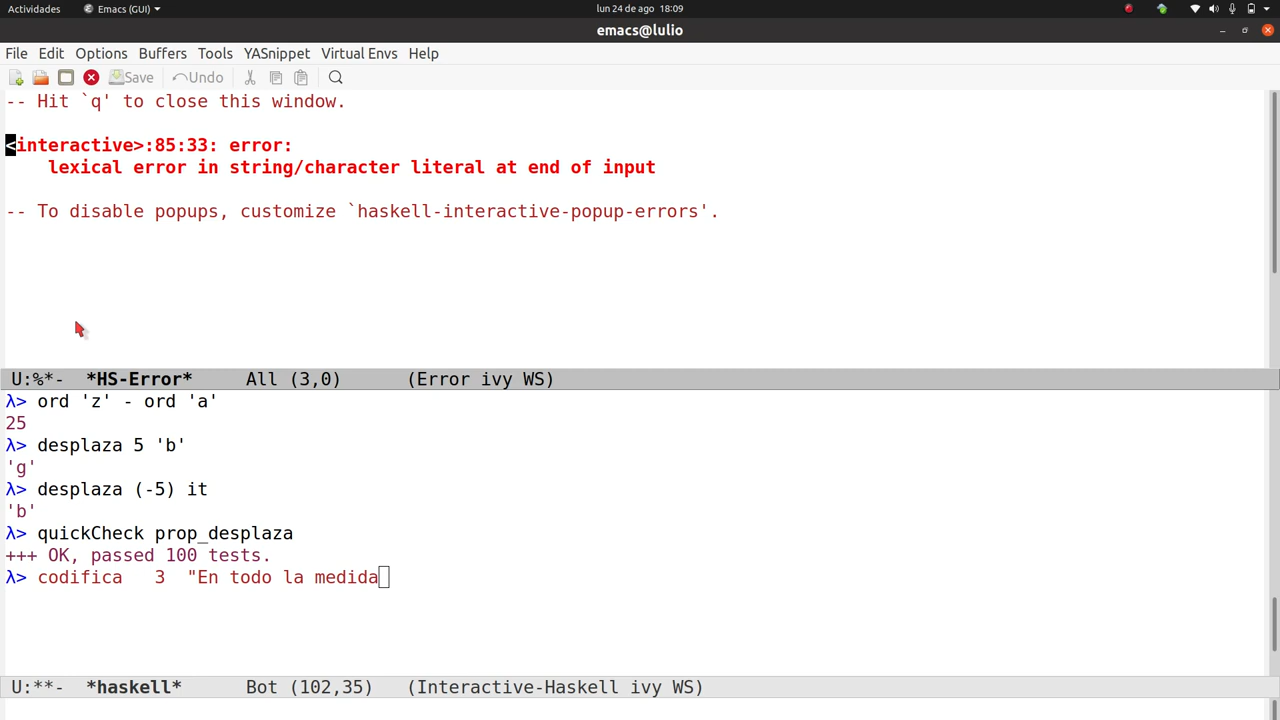 Actividades Emacs (GUI) lun 24 de ago 18:09
emacs@lulio
File Edit Options Buffers Tools YASnippet Virtual Envs Help
Save Undo
-- Hit `q' to close this window.
<interactive>:85:33: error:
    lexical error in string/character literal at end of input
-- To disable popups, customize `haskell-interactive-popup-errors'.
U:%*-  *HS-Error*     All (3,0)      (Error ivy WS)
λ> ord 'z' - ord 'a'
25
λ> desplaza 5 'b'
'g'
λ> desplaza (-5) it
'b'
λ> quickCheck prop_desplaza
+++ OK, passed 100 tests.
λ> codifica   3  "En todo la medida
U:**-  *haskell*      Bot (102,35)   (Interactive-Haskell ivy WS)